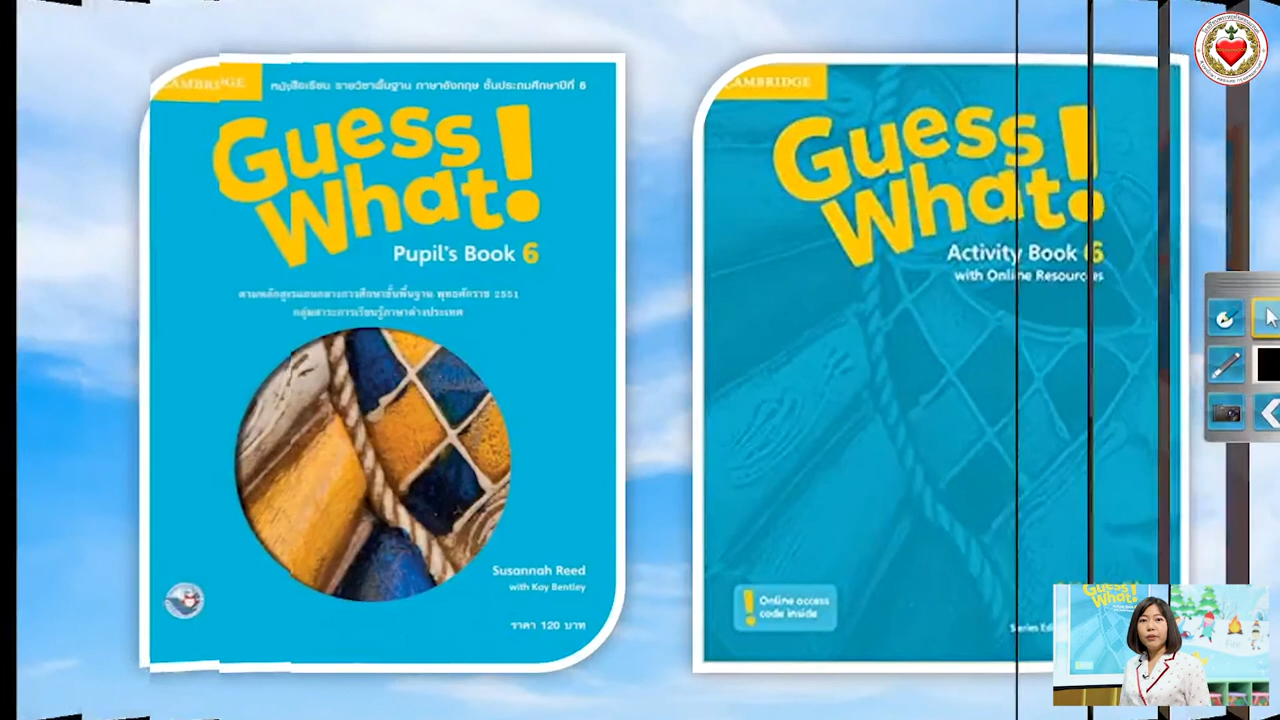 CAMBRIDGE
หนังสือเรียน รายวิชาพื้นฐาน ภาษาอังกฤษ ชั้นประถมศึกษาปีที่ 6
Guess
What!
Pupil's Book 6
ตามหลักสูตรแกนกลางการศึกษาขั้นพื้นฐาน พุทธศักราช 2551
กลุ่มสาระการเรียนรู้ภาษาต่างประเทศ
Susannah Reed
with Kay Bentley
ราคา 120 บาท
CAMBRIDGE
Guess
What!
Activity Book 6
with Online Resources
Online access
code inside
Guess
What!